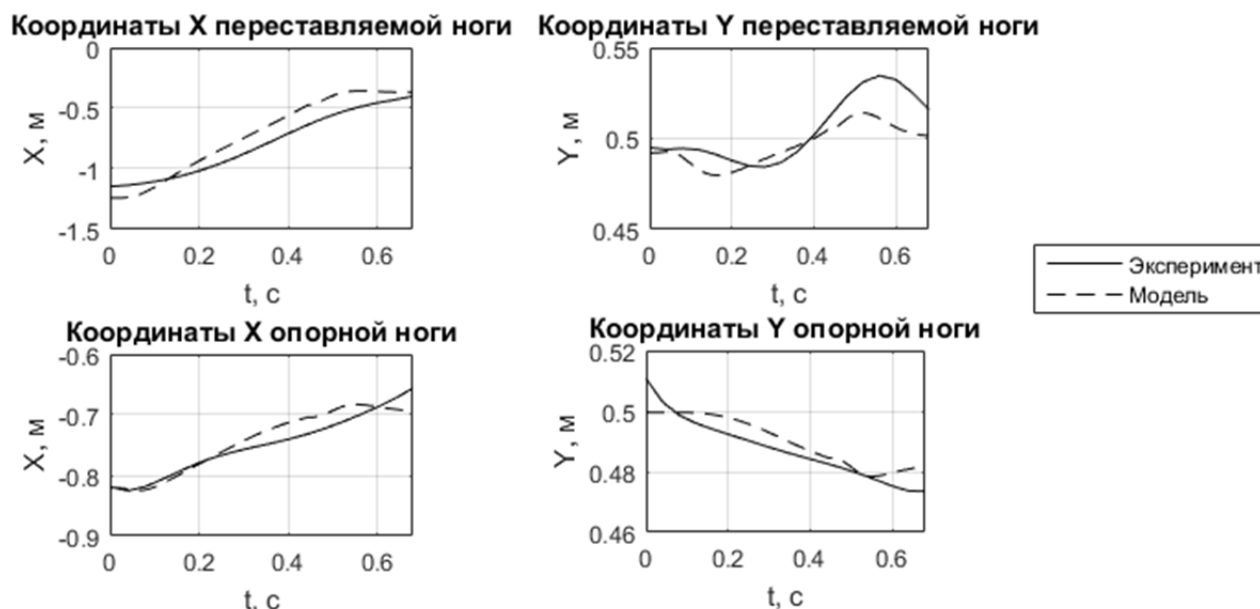 Координаты X переставляемой ноги
0
-0.5
-1
-1.5
X, м
0 0.2 0.4 0.6
t, с
Координаты Y переставляемой ноги
0.55
0.5
0.45
Y, м
0 0.2 0.4 0.6
t, с
Эксперимент
Модель
Координаты X опорной ноги
-0.6
-0.7
-0.8
-0.9
X, м
0 0.2 0.4 0.6
t, с
Координаты Y опорной ноги
0.52
0.5
0.48
0.46
Y, м
0 0.2 0.4 0.6
t, с